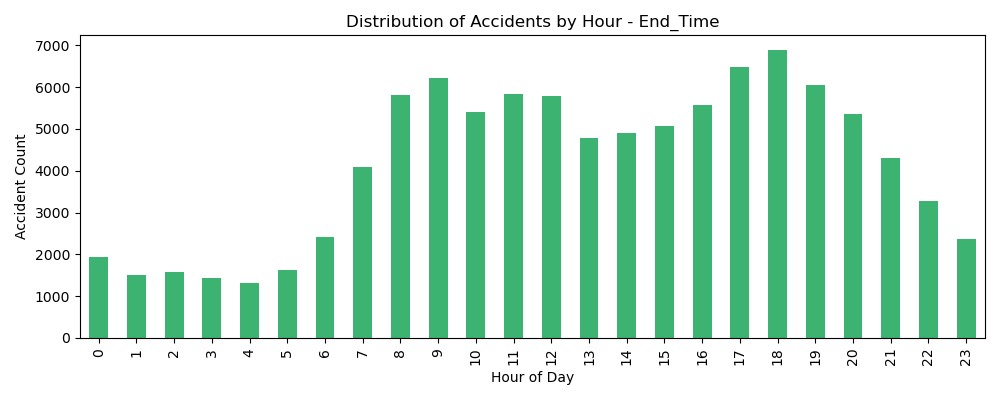 Distribution of Accidents by Hour - End_Time
7000
6000
5000
4000
3000
2000
1000
0
Accident Count
0 1 2 3 4 5 6 7 8 9 10 11 12 13 14 15 16 17 18 19 20 21 22 23
Hour of Day